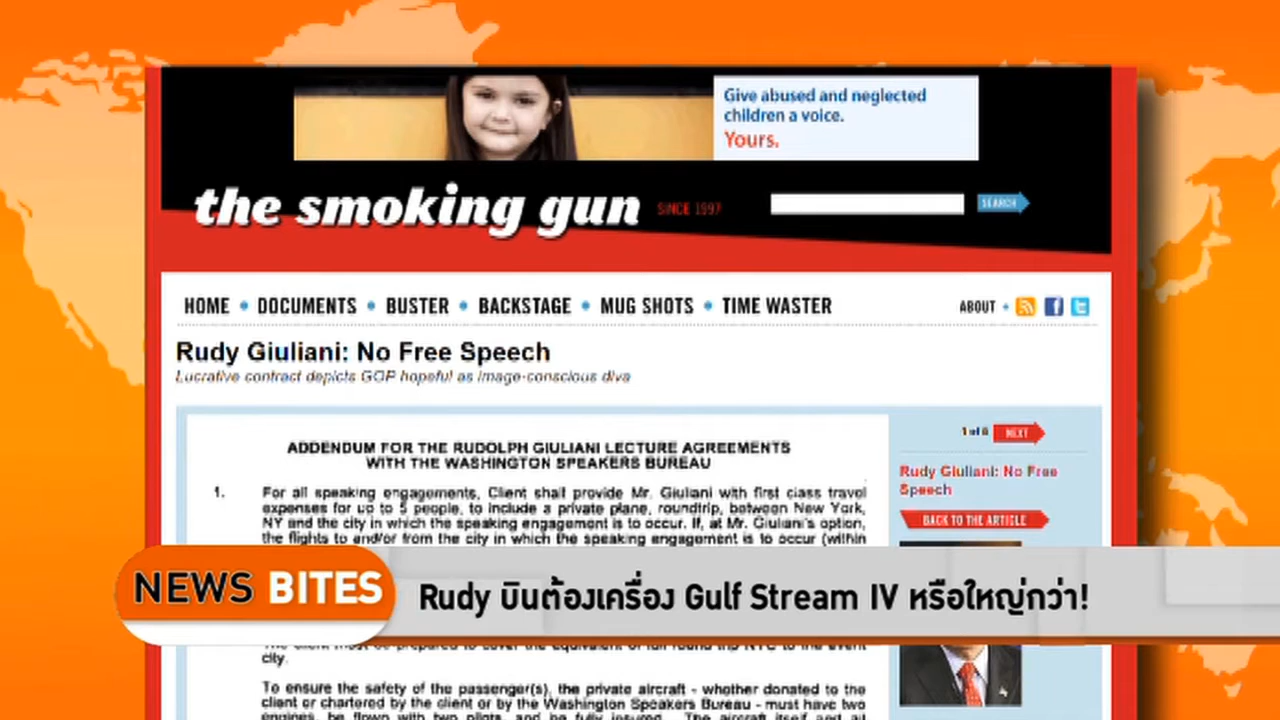 Give abused and neglected
children a voice.
Yours.
the smoking gun SINCE 1997
SEARCH
HOME • DOCUMENTS • BUSTER • BACKSTAGE • MUG SHOTS • TIME WASTER
ABOUT +
Rudy Giuliani: No Free Speech
Lucrative contract depicts GOP hopeful as image-conscious diva
ADDENDUM FOR THE RUDOLPH GIULIANI LECTURE AGREEMENTS
WITH THE WASHINGTON SPEAKERS BUREAU
1 of 8 NEXT
Rudy Giuliani: No Free
Speech
BACK TO THE ARTICLE
1. For all speaking engagements, Client shall provide Mr. Giuliani with first class travel
expenses for up to 5 people, to include a private plane, roundtrip, between New York,
NY and the city in which the speaking engagement is to occur. If, at Mr. Giuliani's option,
the flights to and/or from the city in which the speaking engagement is to occur (within
NEWS BITES
Rudy บินต้องเครื่อง Gulf Stream IV หรือใหญ่กว่า!
city.
To ensure the safety of the passenger(s), the private aircraft - whether donated to the
client or chartered by the client or by the Washington Speakers Bureau - must have two
engines, be flown with two pilots, and be fully insured. The aircraft itself and all